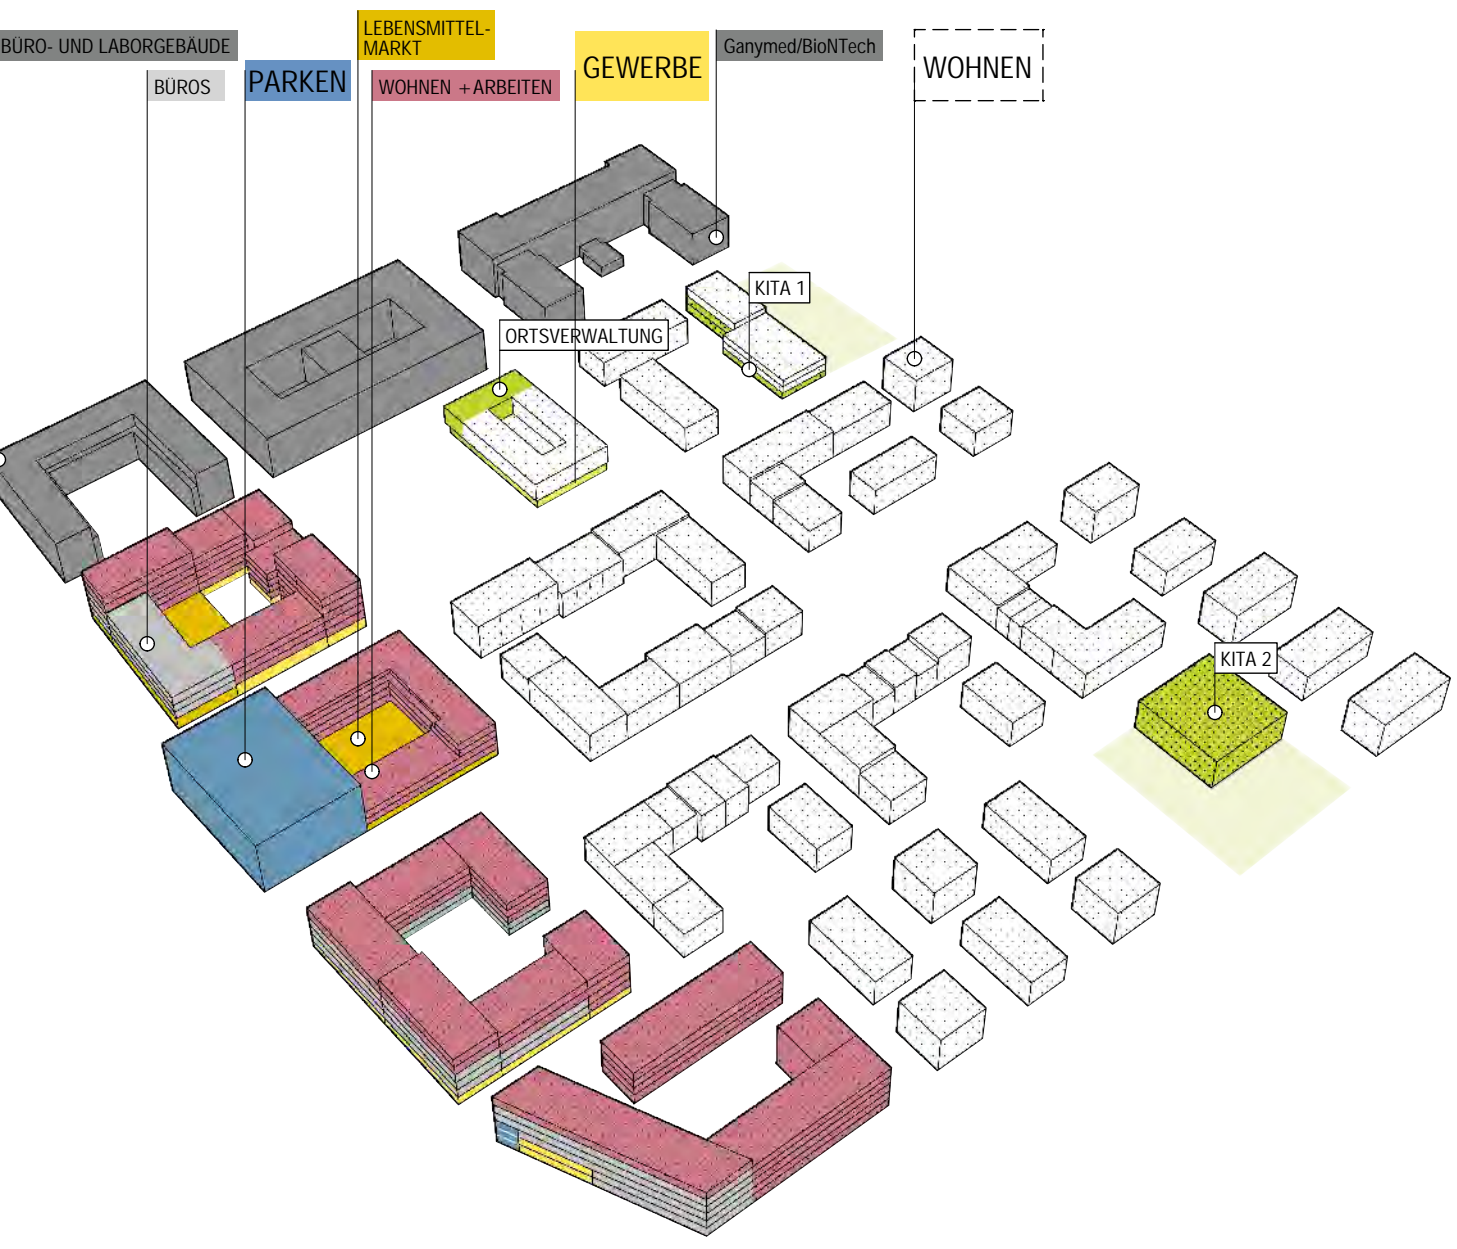 LEBENSMITTEL-
MARKT
BÜRO- UND LABORGEBÄUDE
BÜROS
PARKEN
WOHNEN + ARBEITEN
GEWERBE
Ganymed/BioNTech
WOHNEN
KITA 1
ORTSVERWALTUNG
KITA 2